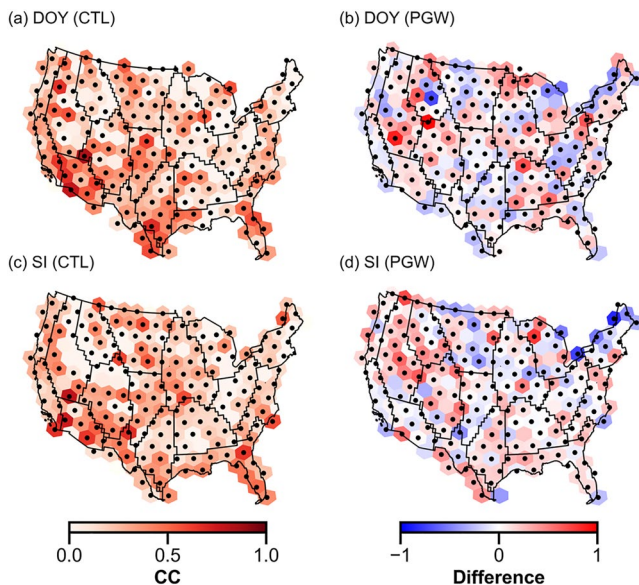 (a) DOY (CTL)
(b) DOY (PGW)
(c) SI (CTL)
(d) SI (PGW)
0.0 0.5 1.0
CC
−1 0 1
Difference